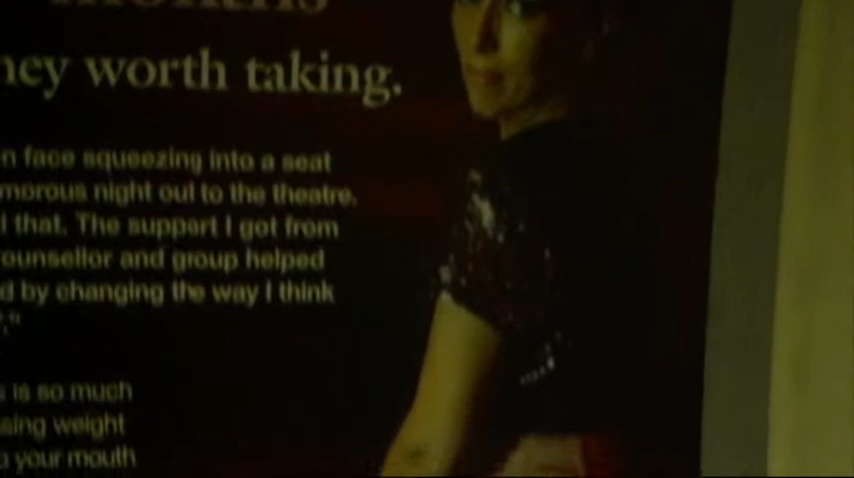 ney worth taking.
n face squeezing into a seat
morous night out to the theatre.
l that. The support I got from
ounsellor and group helped
d by changing the way I think
."
s is so much
sing weight
o your mouth